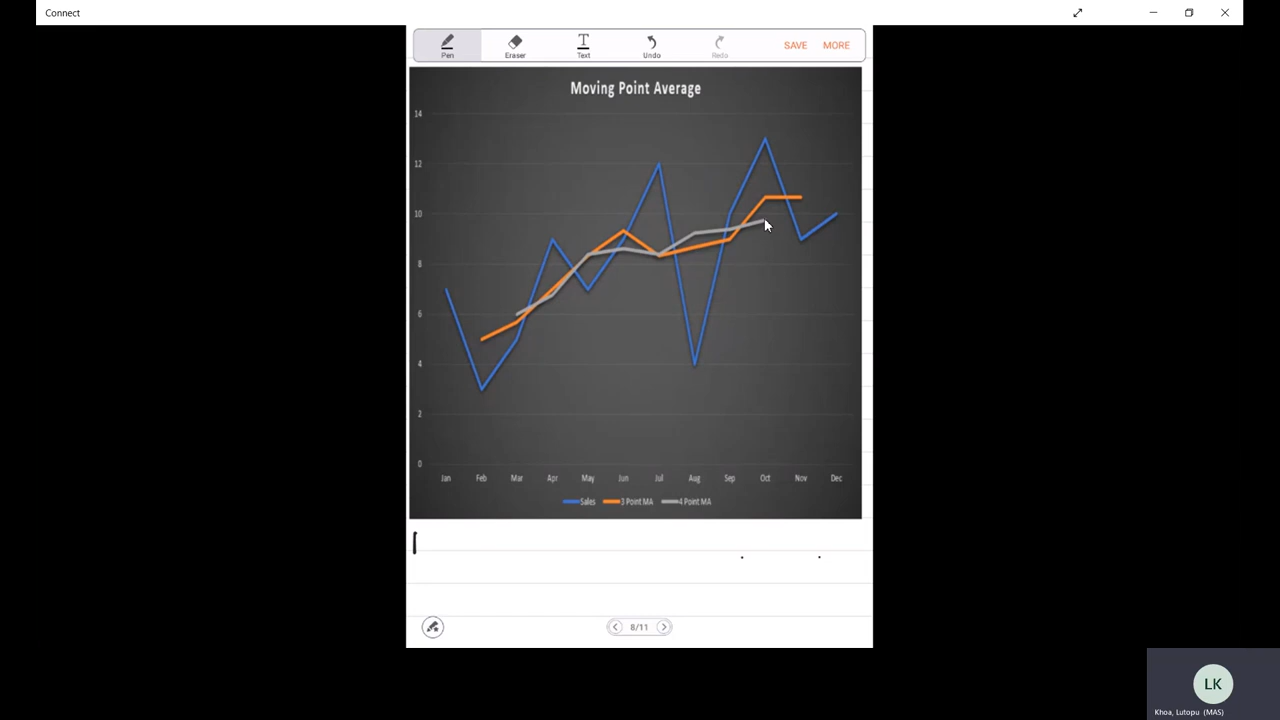 Connect
Pen Eraser Text Undo Redo SAVE MORE
Moving Point Average
14
12
10
8
6
4
2
0
Jan Feb Mar Apr May Jun Jul Aug Sep Oct Nov Dec
Sales 3 Point MA 4 Point MA
8/11
LK
Khoa, Lutopu (MAS)